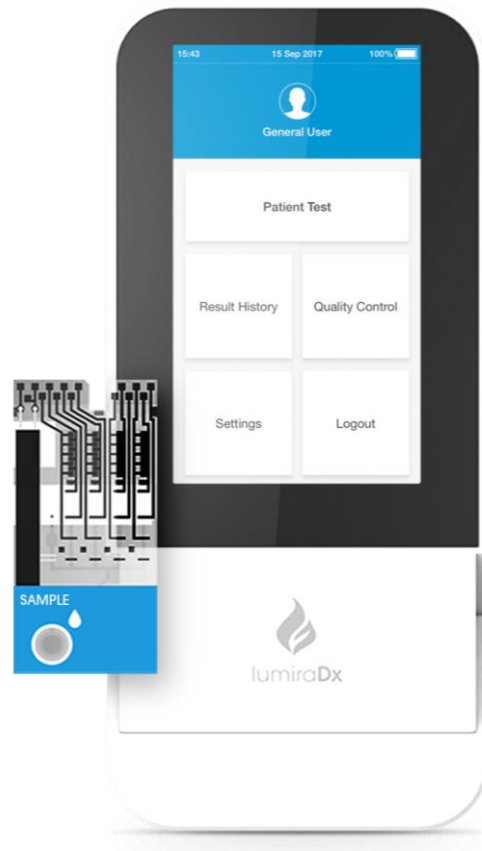 15:43 15 Sep 2017 100%
General User
Patient Test
Result History Quality Control
Settings Logout
SAMPLE
lumiraDx